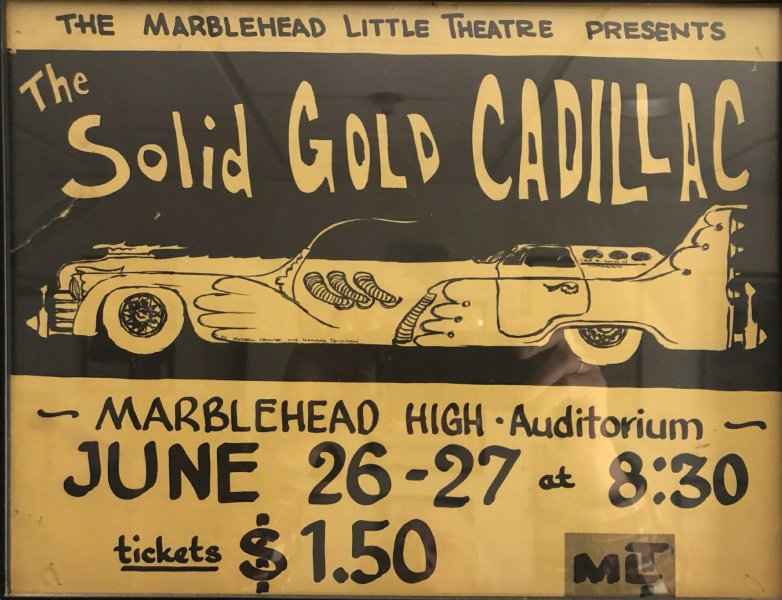 THE MARBLEHEAD LITTLE THEATRE PRESENTS
The
Solid GOLD CADILLAC
MARBLEHEAD HIGH · Auditorium
JUNE 26-27 at 8:30
tickets $1.50
MLT